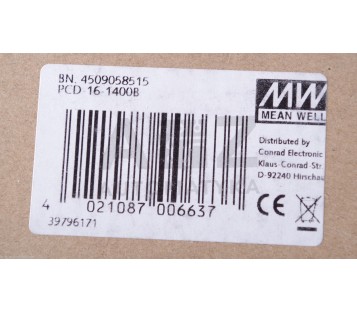 BN. 4509058515
PCD-16-1400B
MW
MEAN WELL
Distributed by
Conrad Electronic
Klaus-Conrad-Str
D-92240 Hirschau
4 021087 006637
CE
39796171